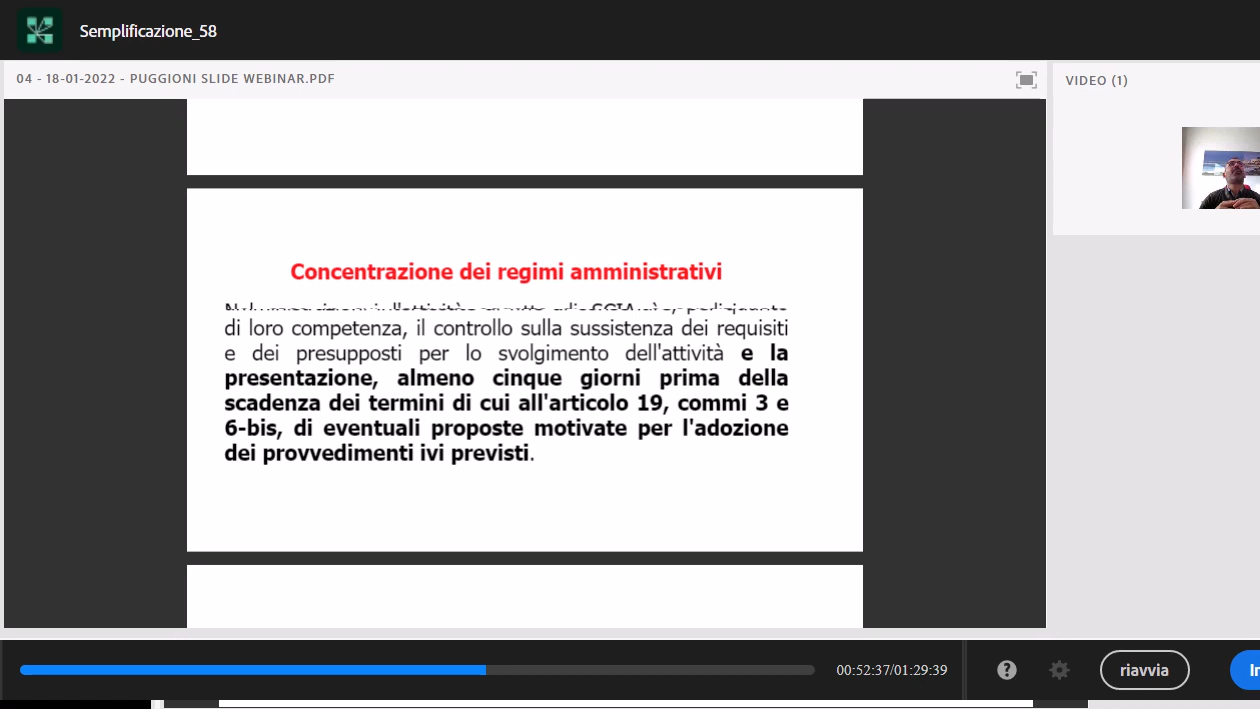 Semplificazione_58
04 - 18-01-2022 - PUGGIONI SLIDE WEBINAR.PDF
VIDEO (1)
Concentrazione dei regimi amministrativi
di loro competenza, il controllo sulla sussistenza dei requisiti
e dei presupposti per lo svolgimento dell'attività e la
presentazione, almeno cinque giorni prima della
scadenza dei termini di cui all'articolo 19, commi 3 e
6-bis, di eventuali proposte motivate per l'adozione
dei provvedimenti ivi previsti.
00:52:37/01:29:39
?
riavvia